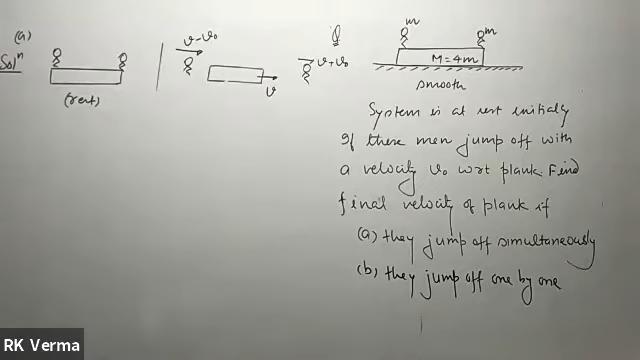 (a)
Solⁿ
(rest)
v-v₀
v
v+v₀
Q
m
m
M=4m
smooth
System is at rest initially
If these men jump off with
a velocity v₀ wrt plank. Find
final velocity of plank if
(a) they jump off simultaneously
(b) they jump off one by one
RK Verma